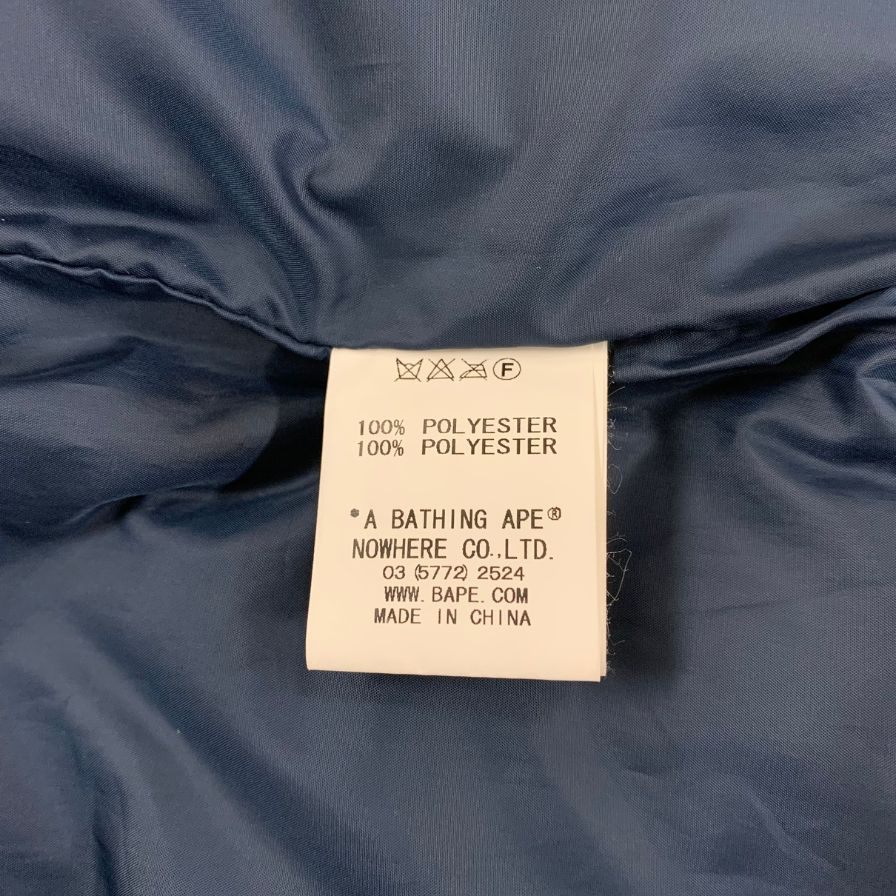 F
100% POLYESTER
100% POLYESTER
*A BATHING APE®
NOWHERE CO.,LTD.
03 (5772) 2524
WWW. BAPE. COM
MADE IN CHINA